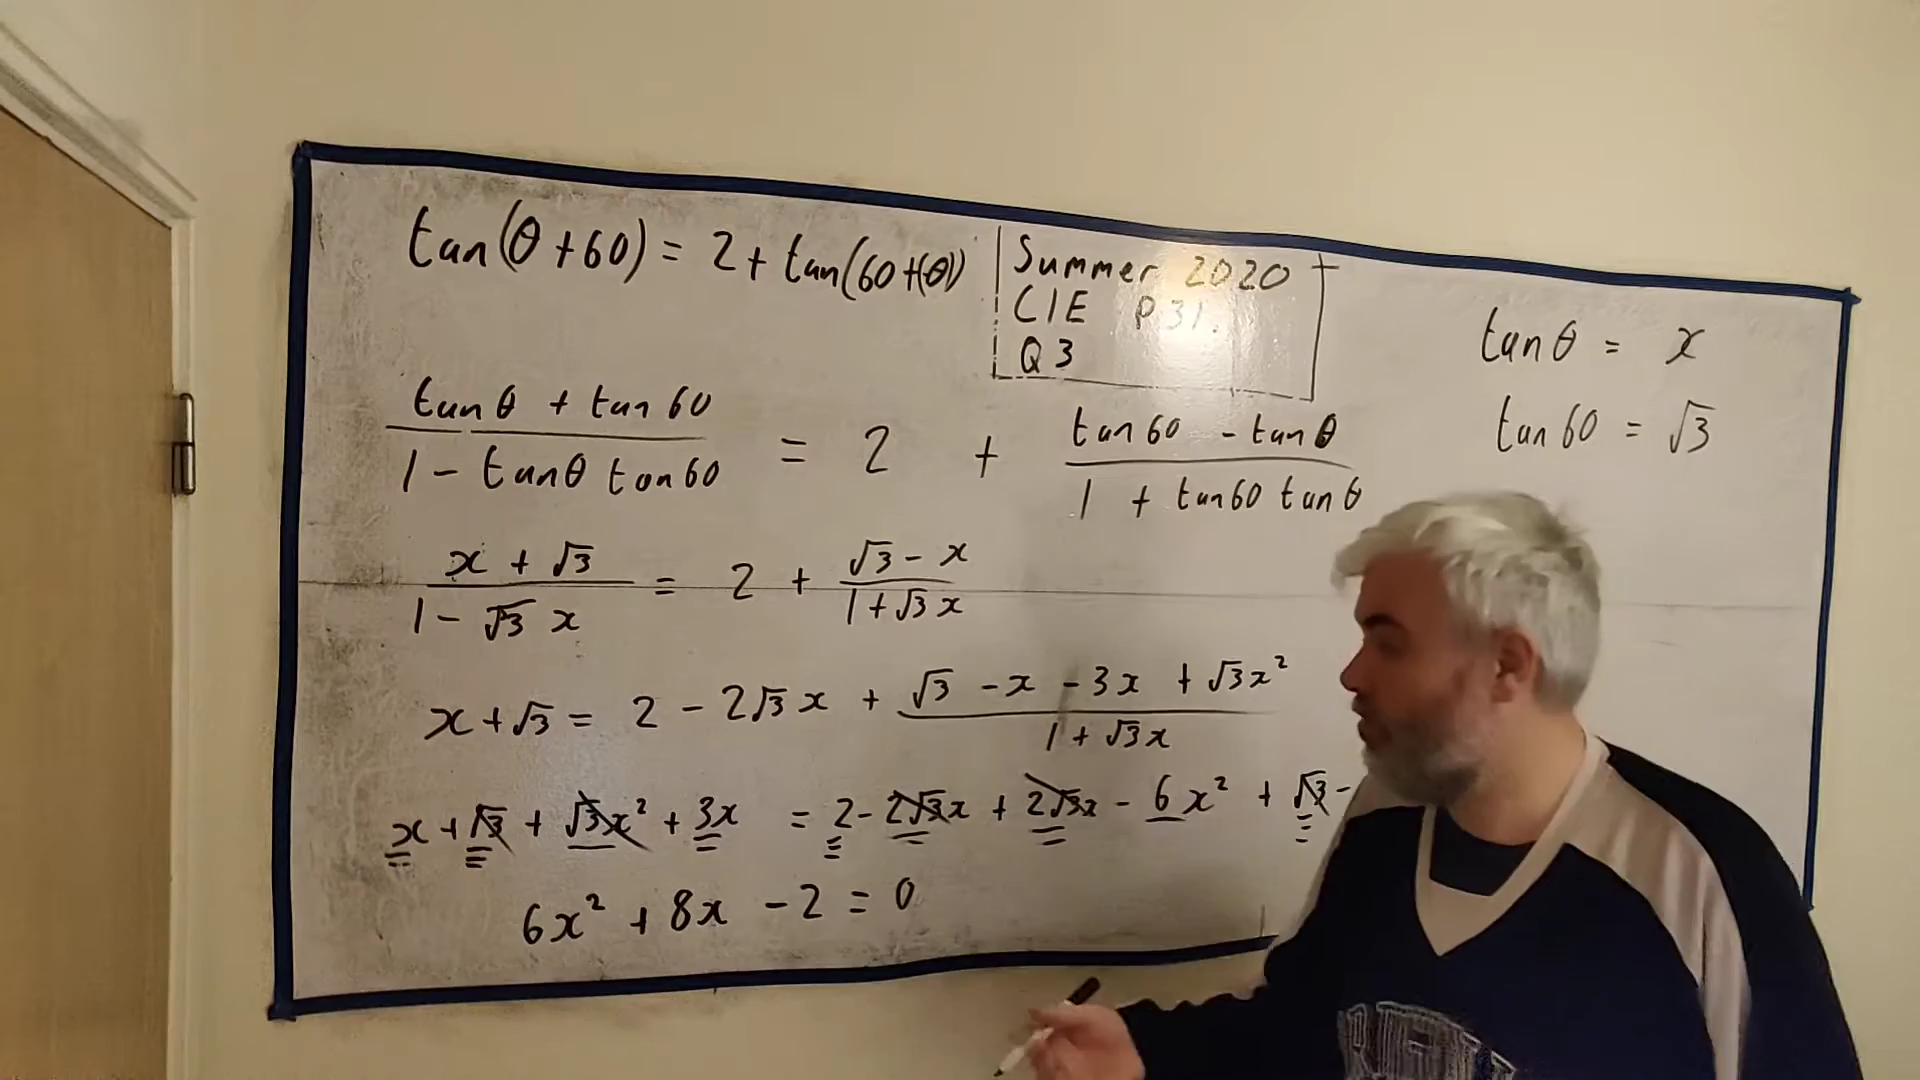 tan(θ+60) = 2 + tan(60+(-θ))
Summer 2020
CIE P31.
Q3
tanθ = x
tan60 = √3
(tanθ + tan60)/(1 - tanθ tan60) = 2 + (tan60 - tanθ)/(1 + tan60 tanθ)
(x + √3)/(1 - √3 x) = 2 + (√3 - x)/(1 + √3 x)
x + √3 = 2 - 2√3 x + (√3 - x - 3x + √3x²)/(1 + √3x)
x + √3 + √3x² + 3x = 2 - 2√3x + 2√3x - 6x² + √3 -
6x² + 8x - 2 = 0